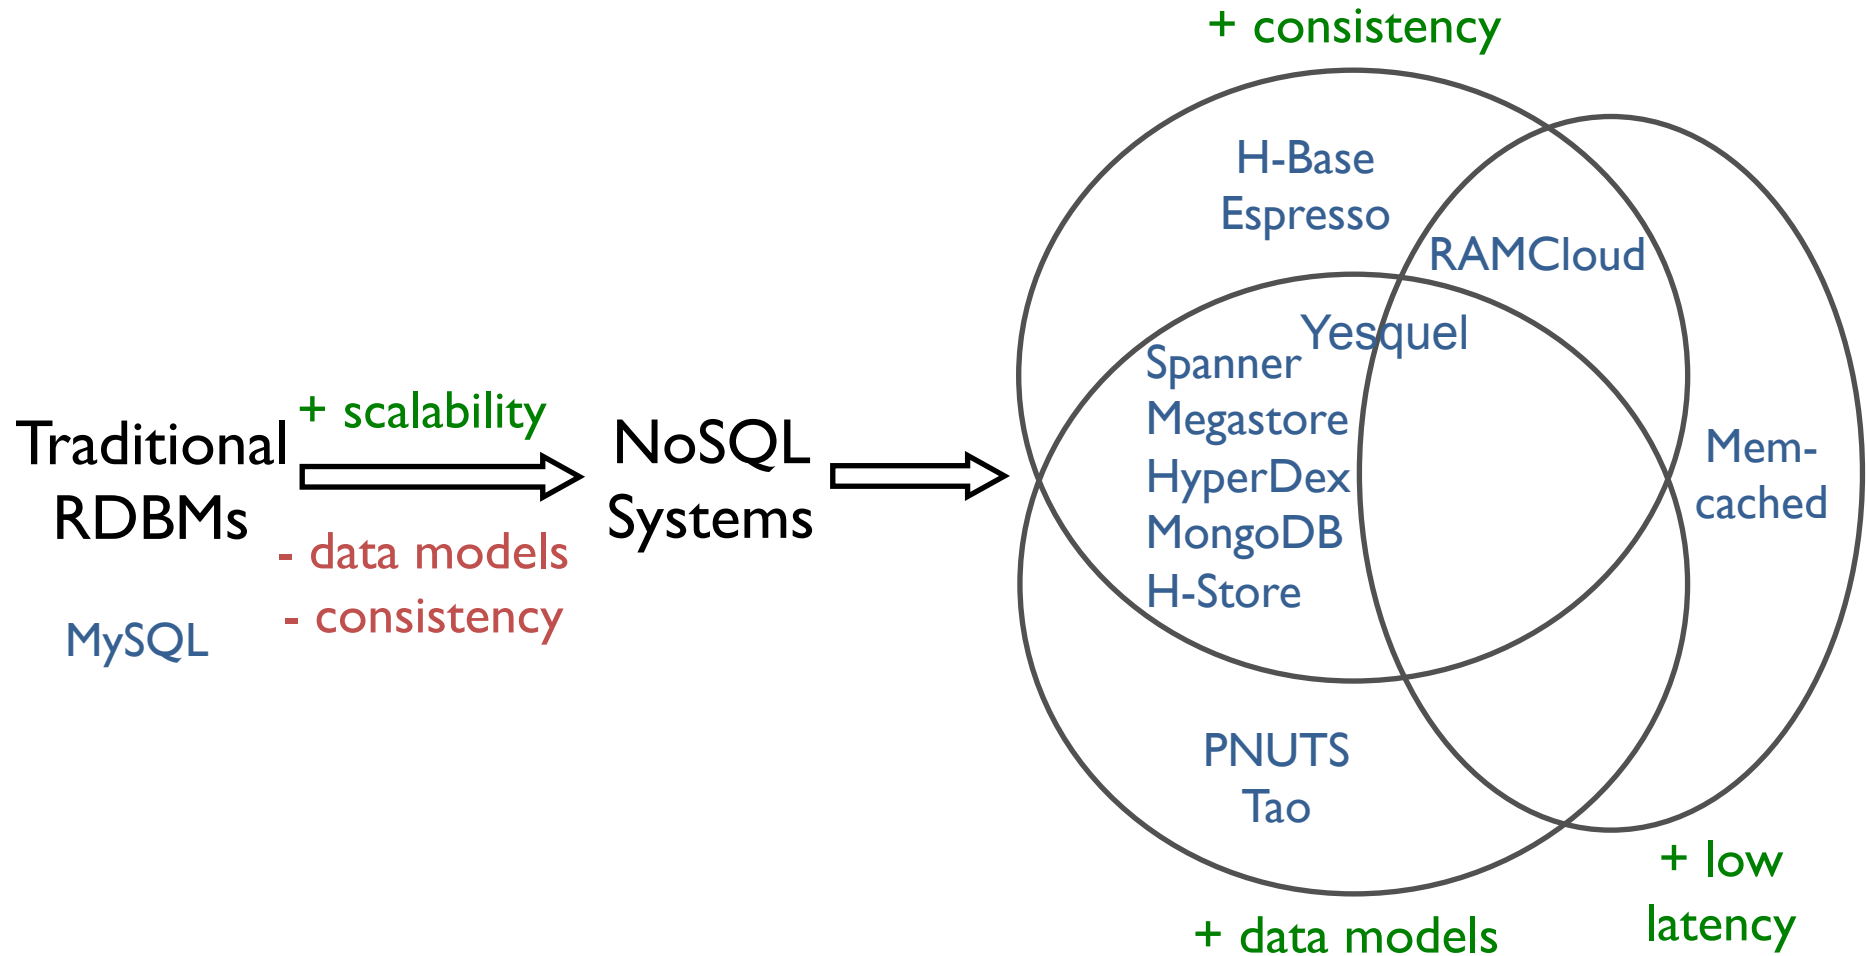 Traditional
RDBMs
MySQL
+ scalability
- data models
- consistency
NoSQL
Systems
+ consistency
H-Base
Espresso
RAMCloud
Yesquel
Spanner
Megastore
HyperDex
MongoDB
H-Store
Mem-
cached
PNUTS
Tao
+ low
latency
+ data models